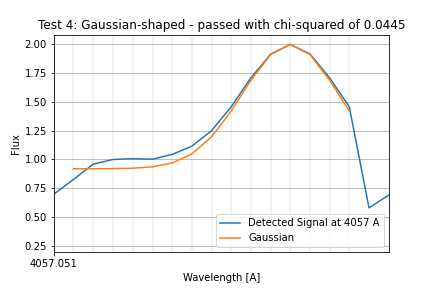 Test 4: Gaussian-shaped - passed with chi-squared of 0.0445
2.00
1.75
1.50
1.25
1.00
0.75
0.50
0.25
Flux
Detected Signal at 4057 A
Gaussian
4057.051
Wavelength [A]